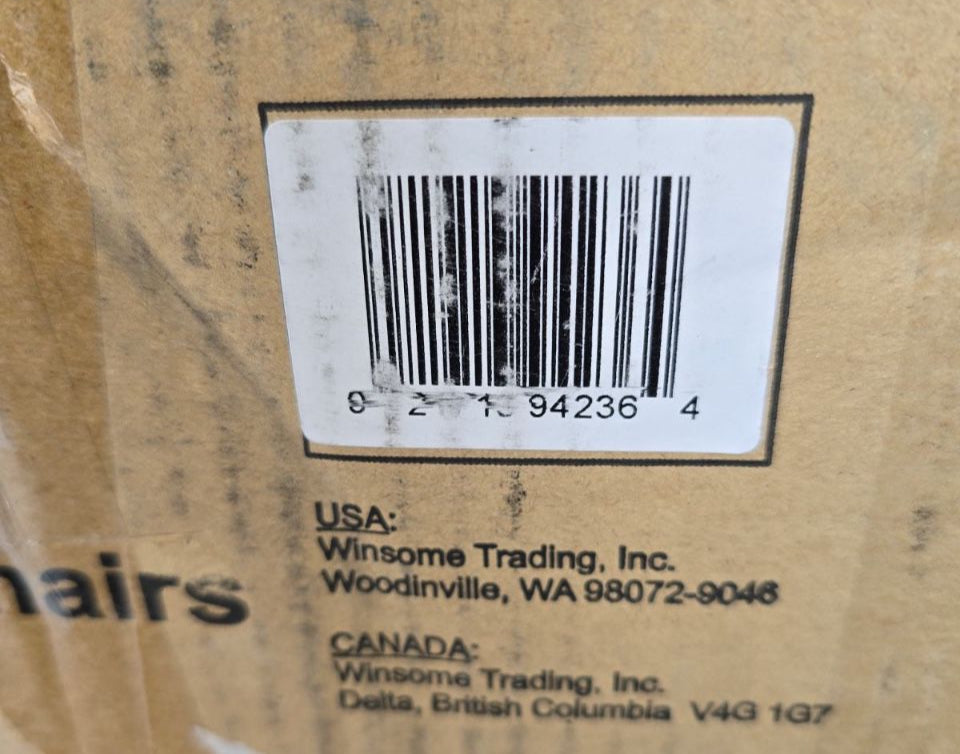 94236 4
hairs
USA:
Winsome Trading, Inc.
Woodinville, WA 98072-9046
CANADA:
Winsome Trading, Inc.
Delta, British Columbia V4G 1G7